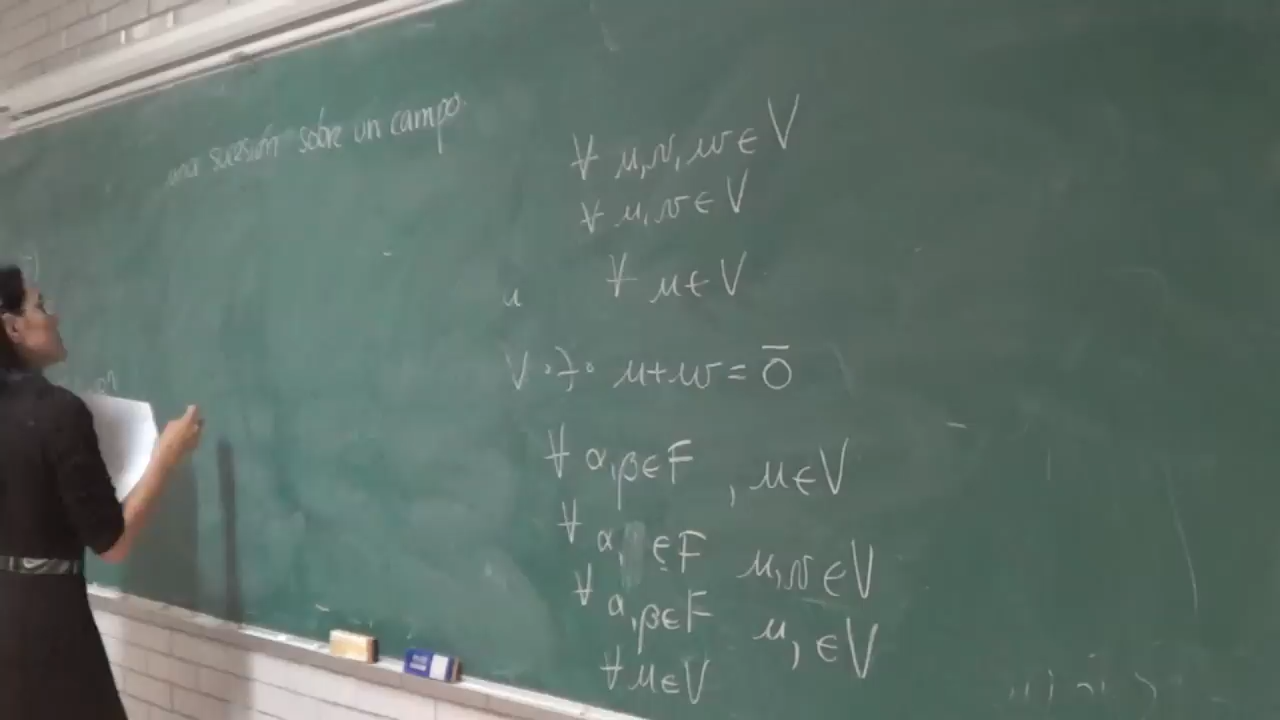 una sucesión sobre un campo.
∀ u, v, w ∈ V
∀ u, v ∈ V
∀ u ∈ V
u
V ·∋· u + w = 0̅
∀ α, β ∈ F , u ∈ V
∀ α, ∈ F u, v ∈ V
∀ α, β ∈ F u, ∈ V
∀ u ∈ V